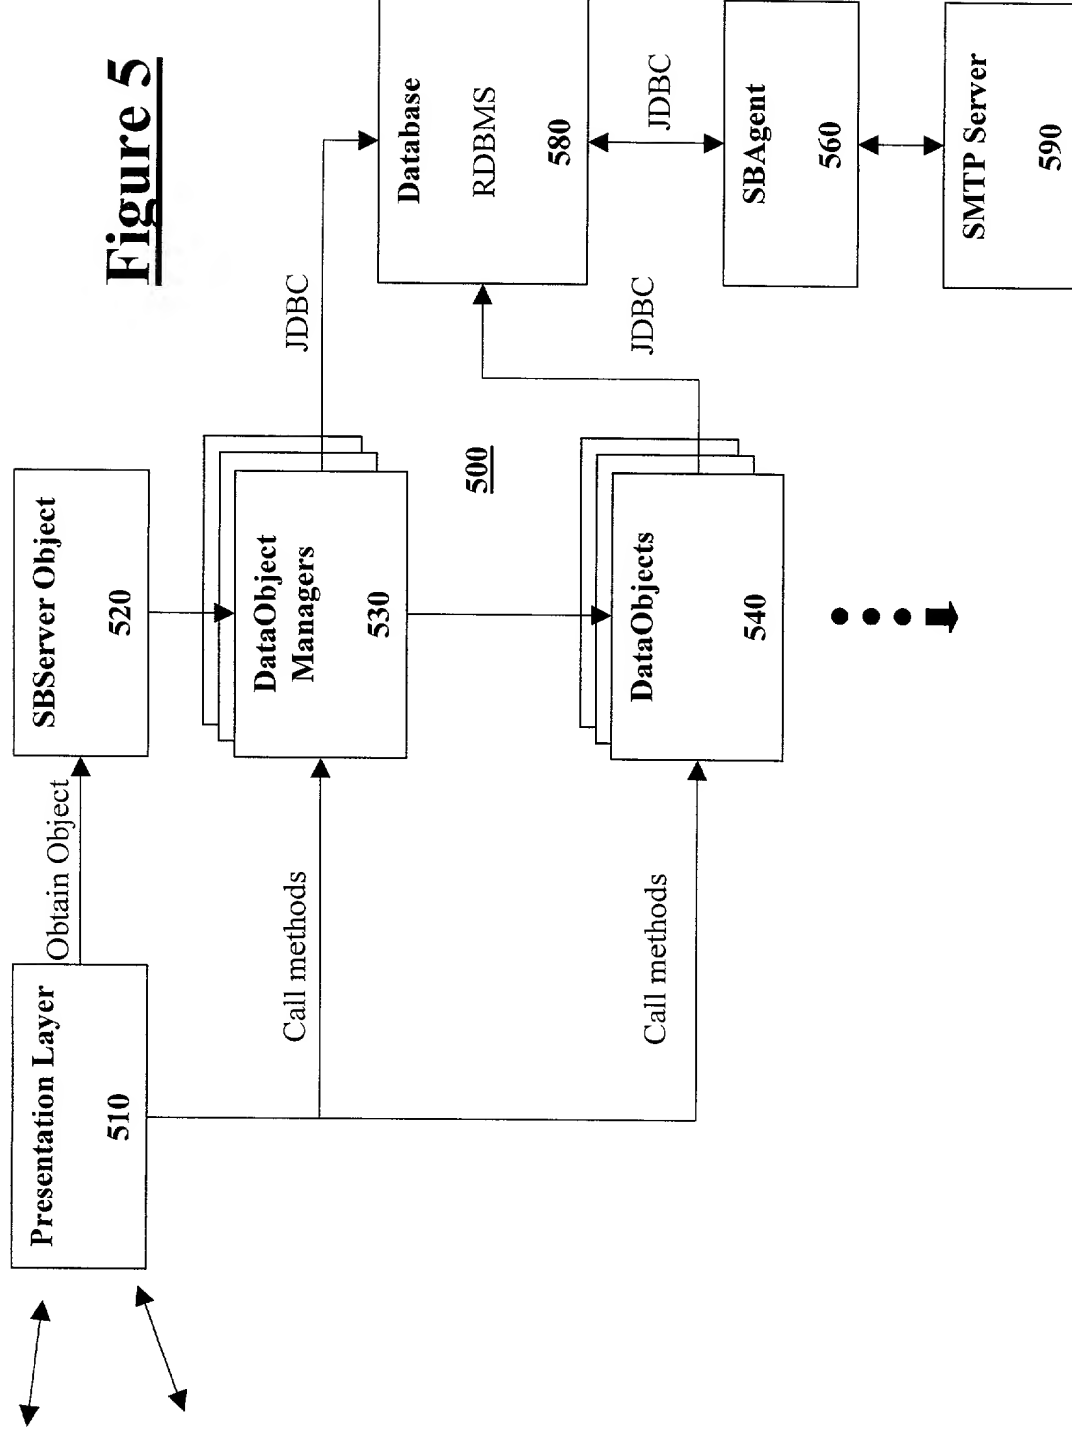 Figure 5
Presentation Layer
510
Obtain Object
SBServer Object
520
Call methods
DataObject
Managers
530
JDBC
Database
RDBMS
580
500
Call methods
DataObjects
540
JDBC
JDBC
SBAgent
560
SMTP Server
590